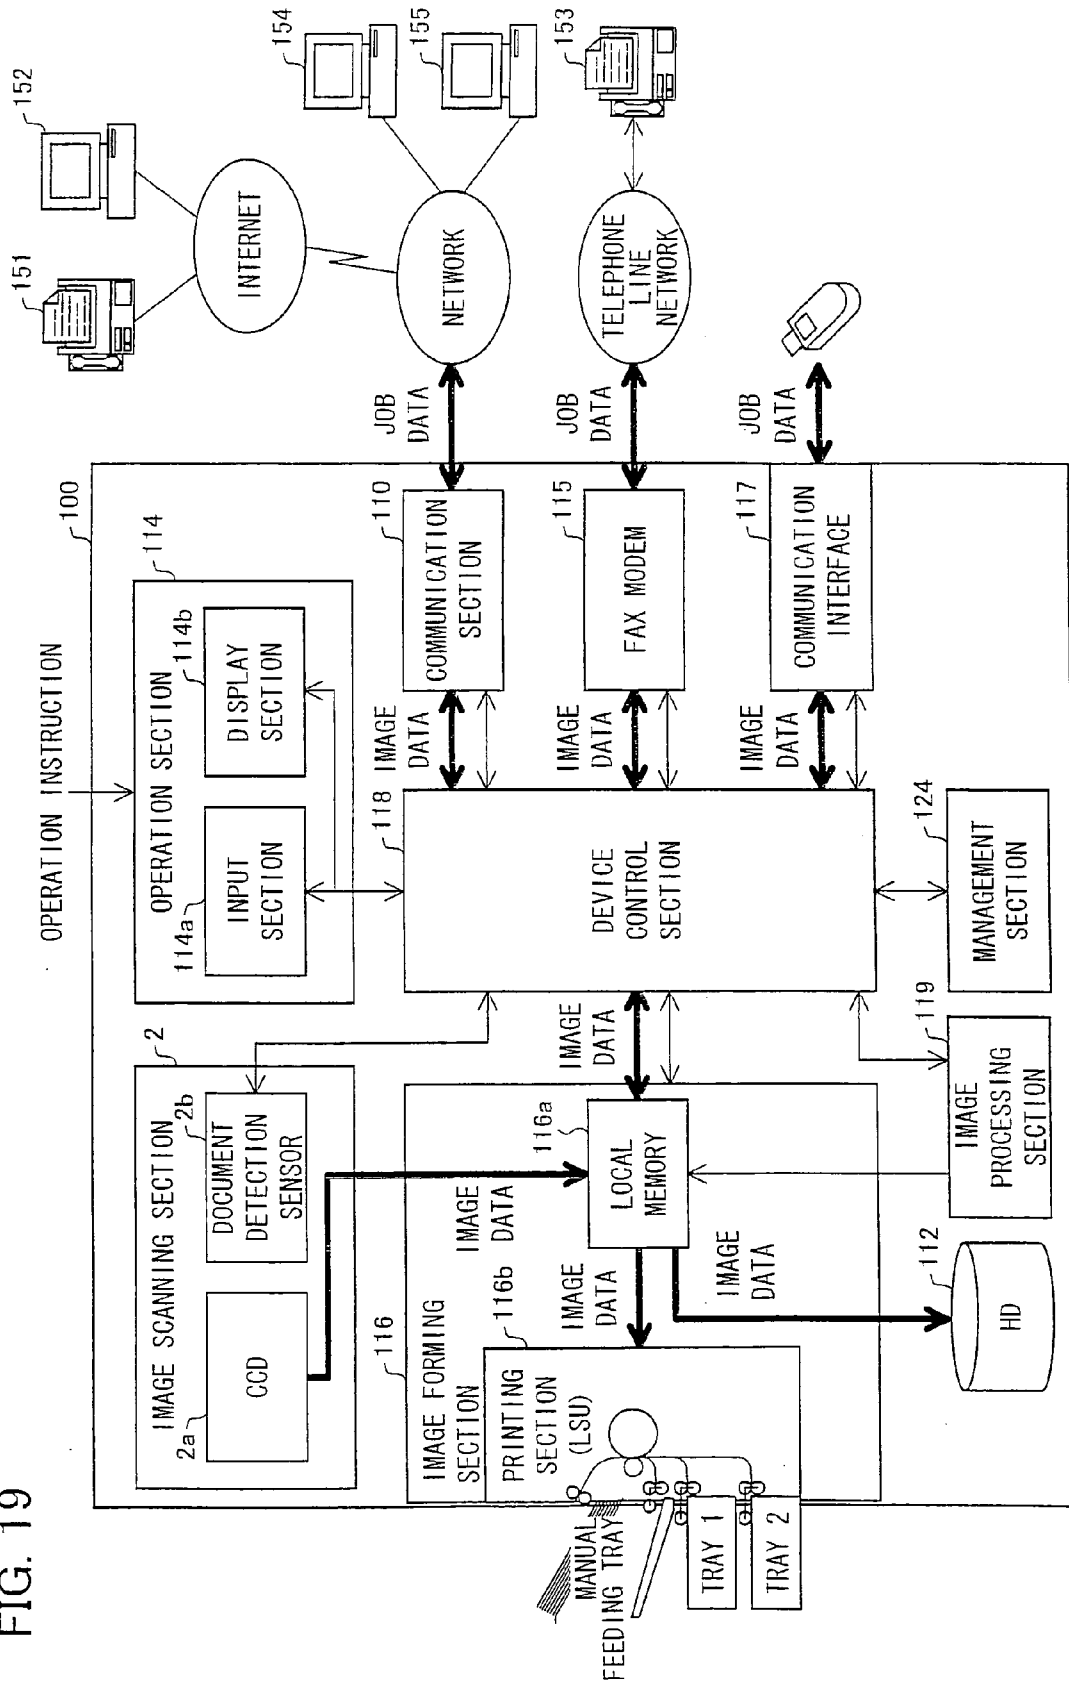 FIG. 19
OPERATION INSTRUCTION
100
2
IMAGE SCANNING SECTION
2a
CCD
2b
DOCUMENT
DETECTION
SENSOR
114
OPERATION SECTION
114a
INPUT
SECTION
114b
DISPLAY
SECTION
116
IMAGE FORMING
SECTION
116b
PRINTING
SECTION
(LSU)
MANUAL
FEEDING TRAY
TRAY 1
TRAY 2
IMAGE
DATA
116a
LOCAL
MEMORY
IMAGE
DATA
IMAGE
DATA
112
HD
IMAGE
DATA
118
DEVICE
CONTROL
SECTION
119
IMAGE
PROCESSING
SECTION
124
MANAGEMENT
SECTION
IMAGE
DATA
110
COMMUNICATION
SECTION
JOB
DATA
IMAGE
DATA
115
FAX MODEM
JOB
DATA
IMAGE
DATA
117
COMMUNICATION
INTERFACE
JOB
DATA
151
152
INTERNET
NETWORK
154
155
TELEPHONE
LINE
NETWORK
153